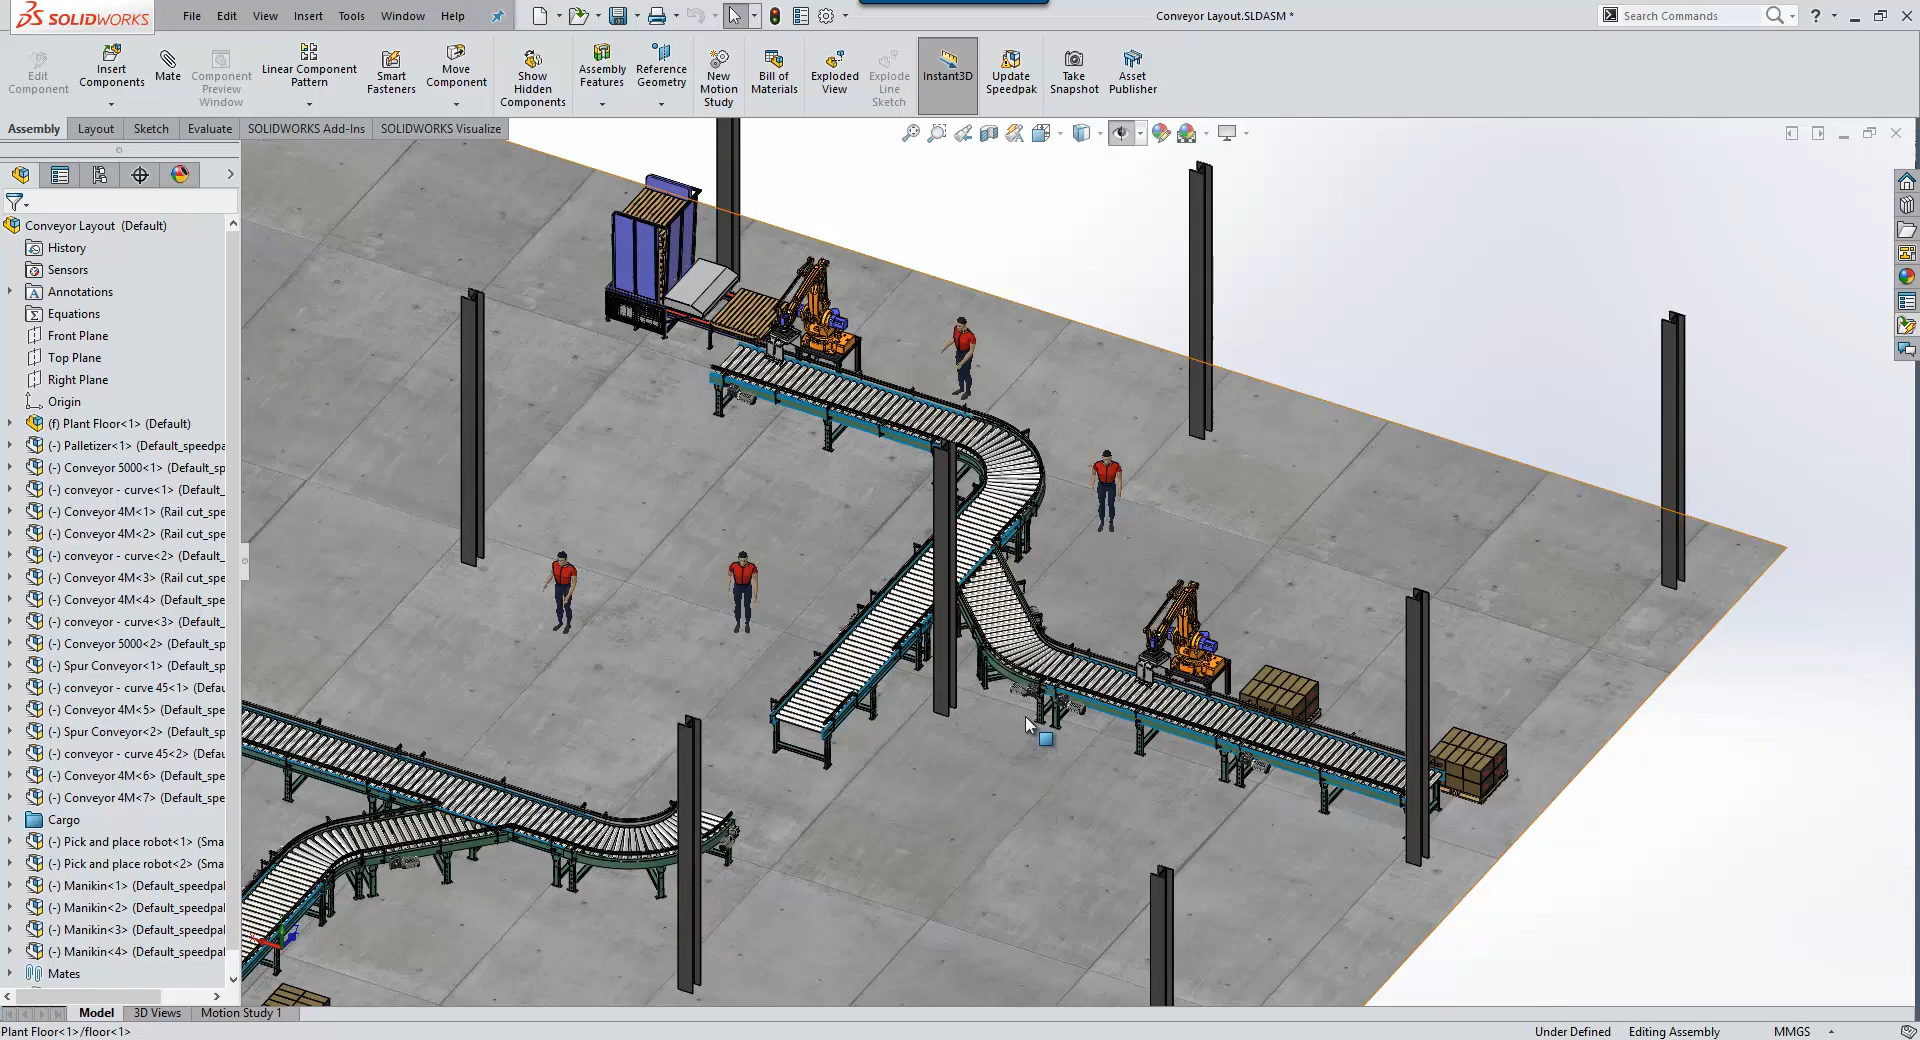 SOLIDWORKS
File Edit View Insert Tools Window Help
Conveyor Layout.SLDASM *
Search Commands
?
Edit Component
Insert Components
Mate
Component Preview Window
Linear Component Pattern
Smart Fasteners
Move Component
Show Hidden Components
Assembly Features
Reference Geometry
New Motion Study
Bill of Materials
Exploded View
Explode Line Sketch
Instant3D
Update Speedpak
Take Snapshot
Asset Publisher
Assembly Layout Sketch Evaluate SOLIDWORKS Add-Ins SOLIDWORKS Visualize
Conveyor Layout (Default)
History
Sensors
Annotations
Equations
Front Plane
Top Plane
Right Plane
Origin
(f) Plant Floor<1> (Default)
(-) Palletizer<1> (Default_speedpa
(-) Conveyor 5000<1> (Default_sp
(-) conveyor - curve<1> (Default_
(-) Conveyor 4M<1> (Rail cut_spe
(-) Conveyor 4M<2> (Rail cut_spe
(-) conveyor - curve<2> (Default_
(-) Conveyor 4M<3> (Rail cut_spe
(-) Conveyor 4M<4> (Default_spe
(-) conveyor - curve<3> (Default_
(-) Conveyor 5000<2> (Default_sp
(-) Spur Conveyor<1> (Default_sp
(-) conveyor - curve 45<1> (Defau
(-) Conveyor 4M<5> (Default_spe
(-) Spur Conveyor<2> (Default_sp
(-) conveyor - curve 45<2> (Defau
(-) Conveyor 4M<6> (Default_spe
(-) Conveyor 4M<7> (Default_spe
Cargo
(-) Pick and place robot<1> (Sma
(-) Pick and place robot<2> (Sma
(-) Manikin<1> (Default_speedpal
(-) Manikin<2> (Default_speedpal
(-) Manikin<3> (Default_speedpal
(-) Manikin<4> (Default_speedpal
Mates
Model 3D Views Motion Study 1
Plant Floor<1>/floor<1>
Under Defined Editing Assembly MMGS